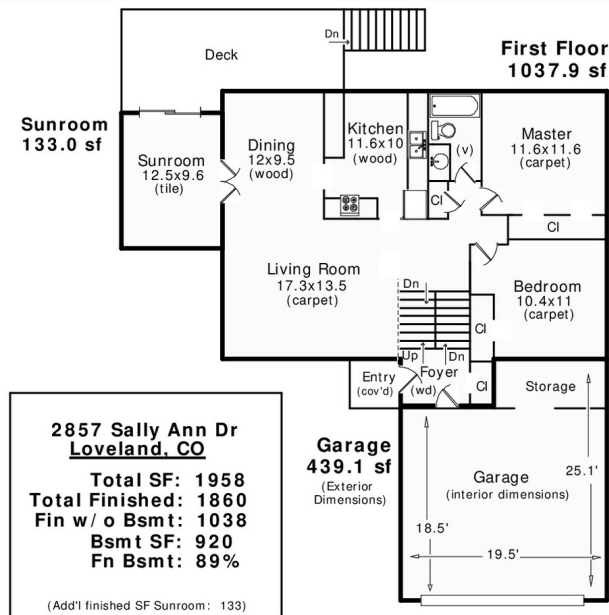 Dn
Deck
First Floor
1037.9 sf
Sunroom
133.0 sf
Sunroom
12.5x9.6
(tile)
Dining
12x9.5
(wood)
Kitchen
11.6x10
(wood)
(v)
Master
11.6x11.6
(carpet)
Cl
Cl
Living Room
17.3x13.5
(carpet)
Dn
Bedroom
10.4x11
(carpet)
Cl
Up
Dn
Entry
(cov'd)
Foyer
(wd)
Cl
Storage
2857 Sally Ann Dr
Loveland, CO
Total SF: 1958
Total Finished: 1860
Fin w/o Bsmt: 1038
Bsmt SF: 920
Fn Bsmt: 89%
(Add'l finished SF Sunroom: 133)
Garage
439.1 sf
(Exterior
Dimensions)
Garage
(interior dimensions)
25.1'
18.5'
19.5'